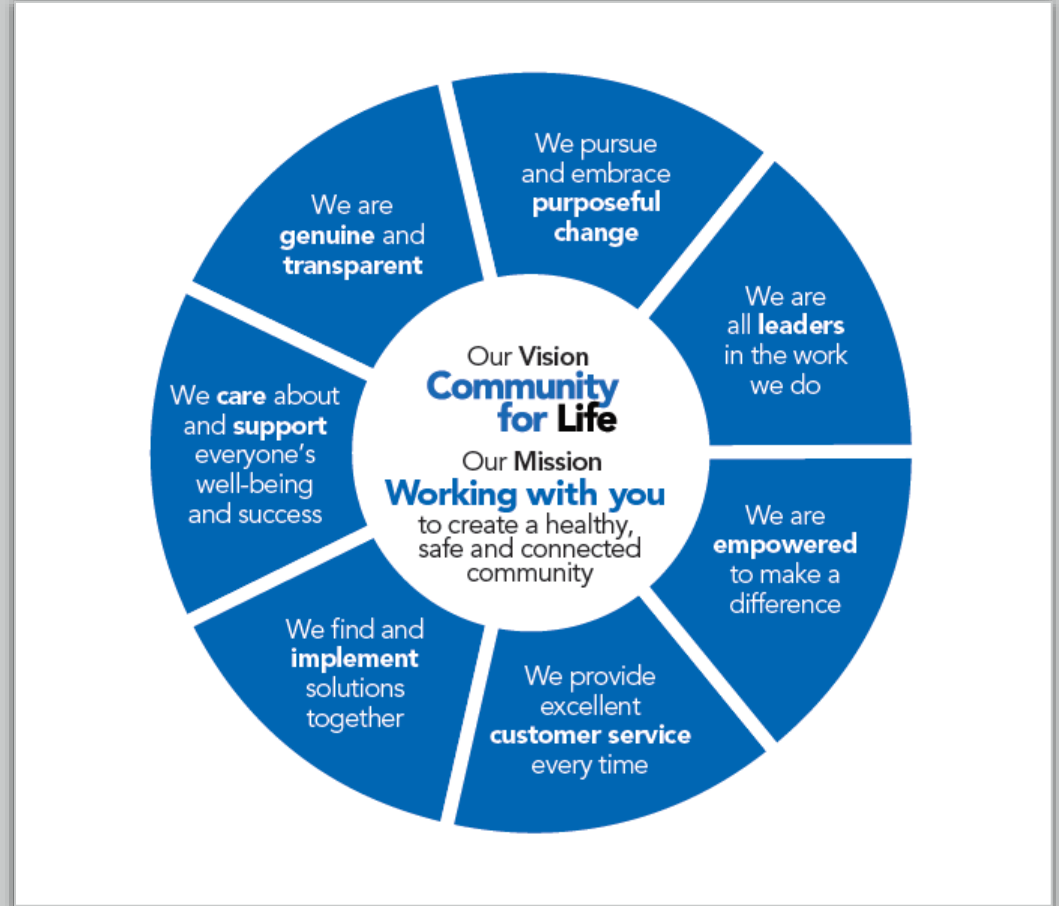 We pursue
and embrace
purposeful
change
We are
all leaders
in the work
we do
We are
empowered
to make a
difference
We provide
excellent
customer service
every time
We find and
implement
solutions
together
We care about
and support
everyone's
well-being
and success
We are
genuine and
transparent
Our Vision
Community
for Life
Our Mission
Working with you
to create a healthy,
safe and connected
community